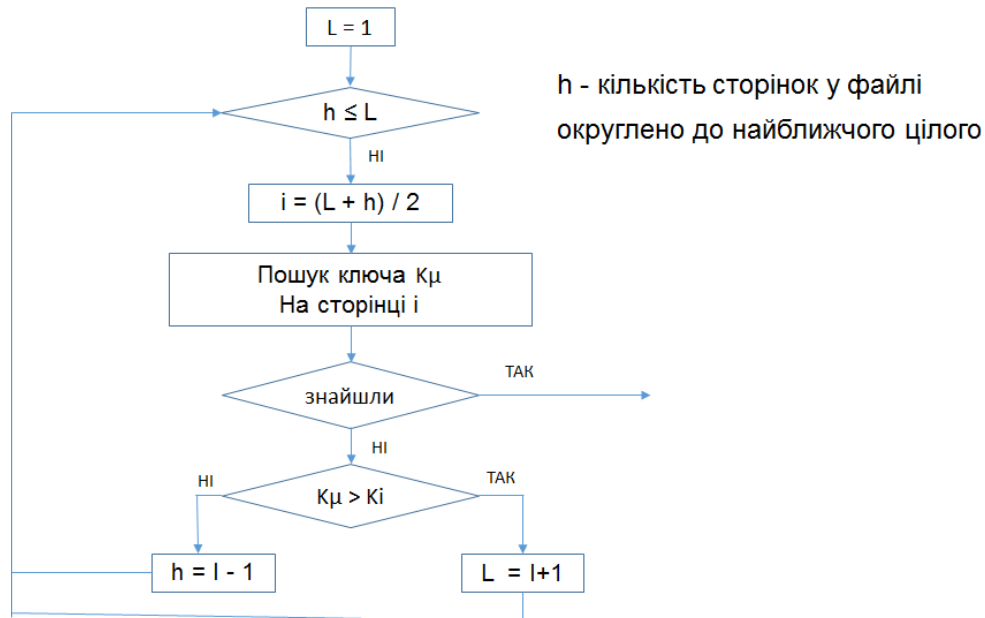 L = 1
h - кількість сторінок у файлі
округлено до найближчого цілого
h ≤ L
НІ
i = (L + h) / 2
Пошук ключа Kμ
На сторінці i
знайшли
ТАК
НІ
НІ
Kμ > Ki
ТАК
h = I - 1
L = I+1